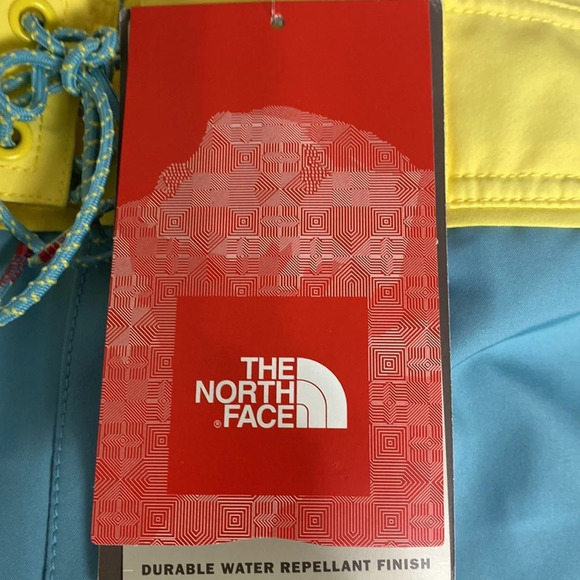 THE
NORTH
FACE
®
DURABLE WATER REPELLANT FINISH